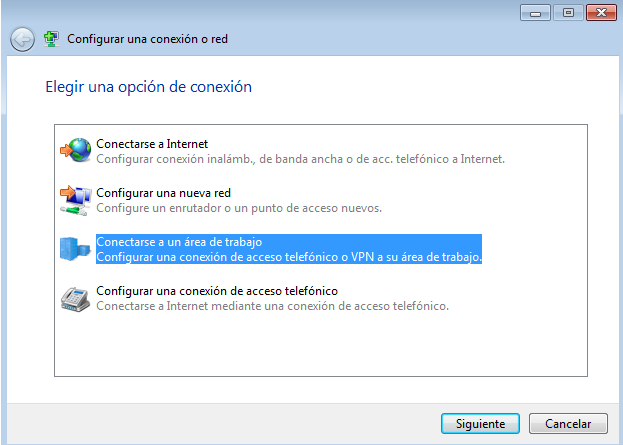 Configurar una conexión o red
Elegir una opción de conexión
Conectarse a Internet
Configurar conexión inalámb., de banda ancha o de acc. telefónico a Internet.
Configurar una nueva red
Configure un enrutador o un punto de acceso nuevos.
Conectarse a un área de trabajo
Configurar una conexión de acceso telefónico o VPN a su área de trabajo.
Configurar una conexión de acceso telefónico
Conectarse a Internet mediante una conexión de acceso telefónico.
Siguiente
Cancelar